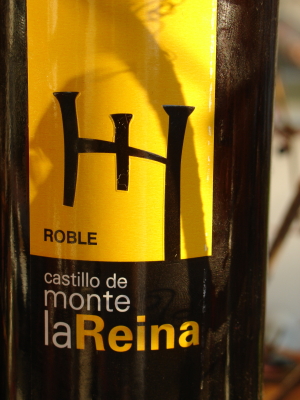 ROBLE
castillo de
monte
laReina